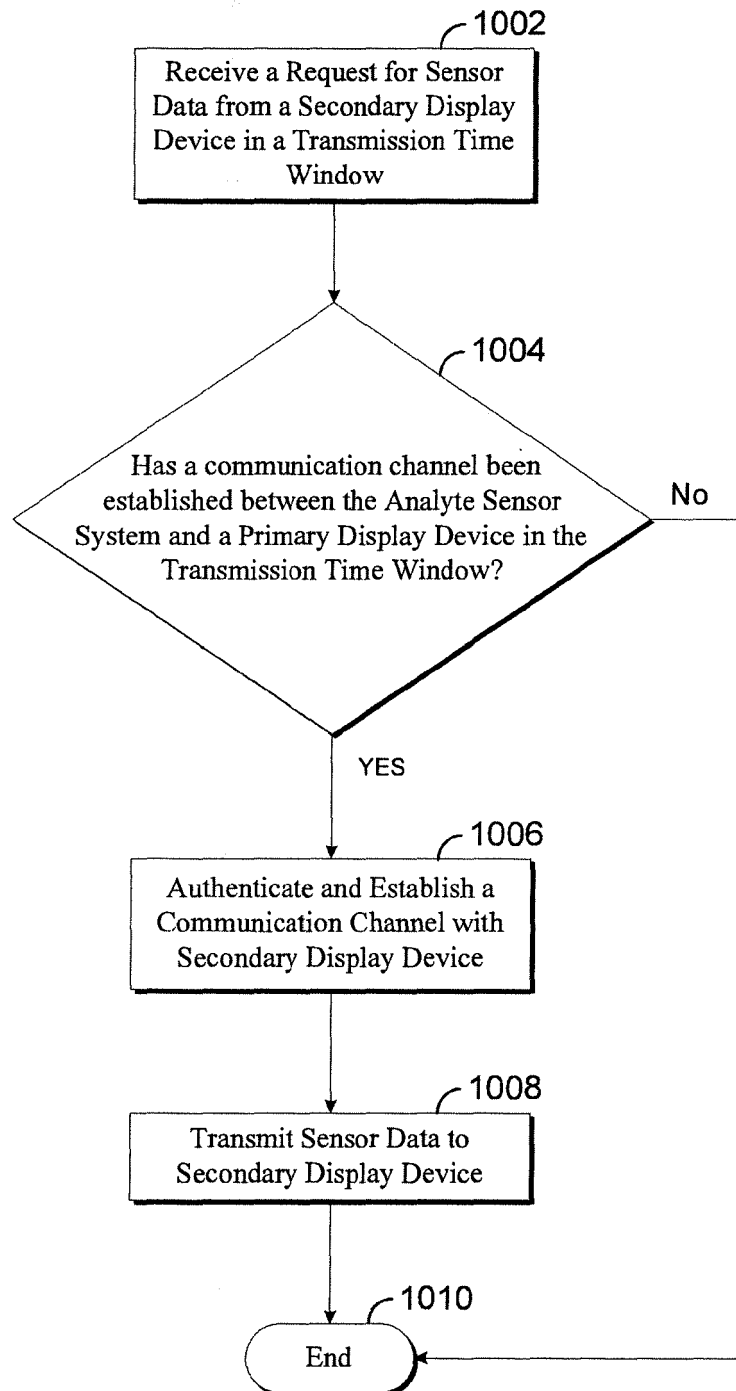 1002
Receive a Request for Sensor
Data from a Secondary Display
Device in a Transmission Time
Window
1004
Has a communication channel been
established between the Analyte Sensor
System and a Primary Display Device in the
Transmission Time Window?
No
YES
1006
Authenticate and Establish a
Communication Channel with
Secondary Display Device
1008
Transmit Sensor Data to
Secondary Display Device
1010
End